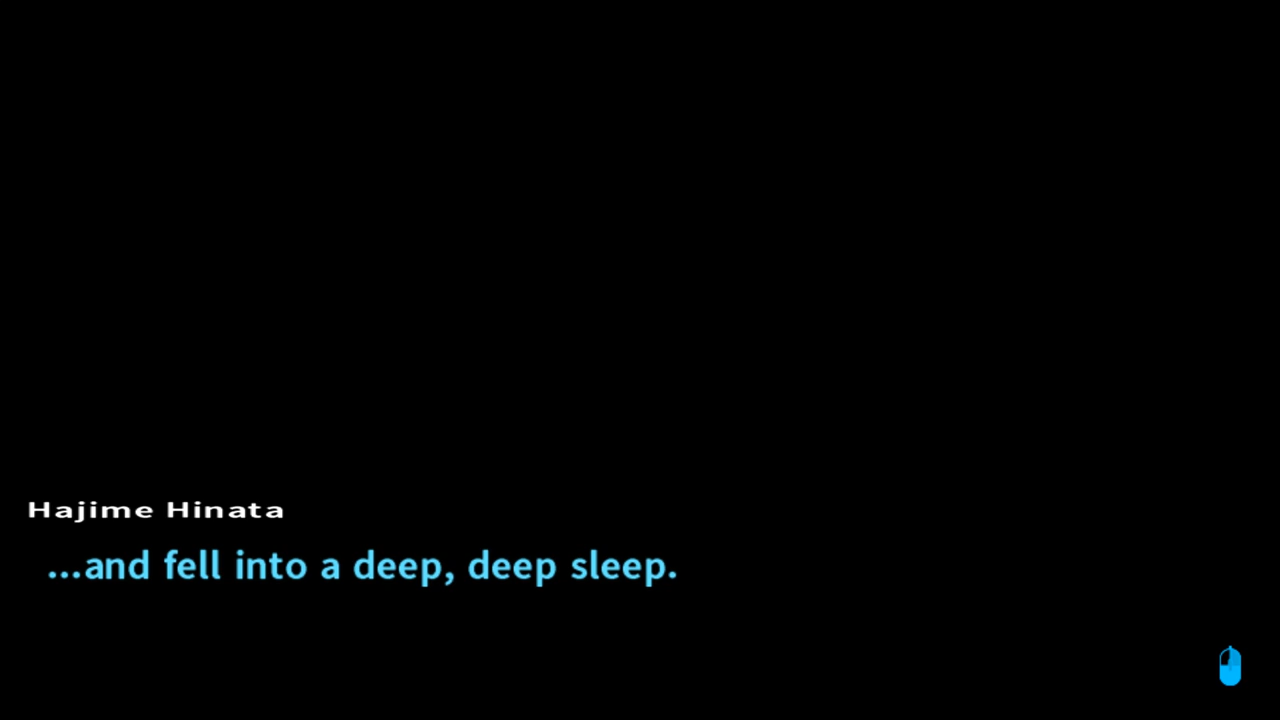 Hajime Hinata
...and fell into a deep, deep sleep.